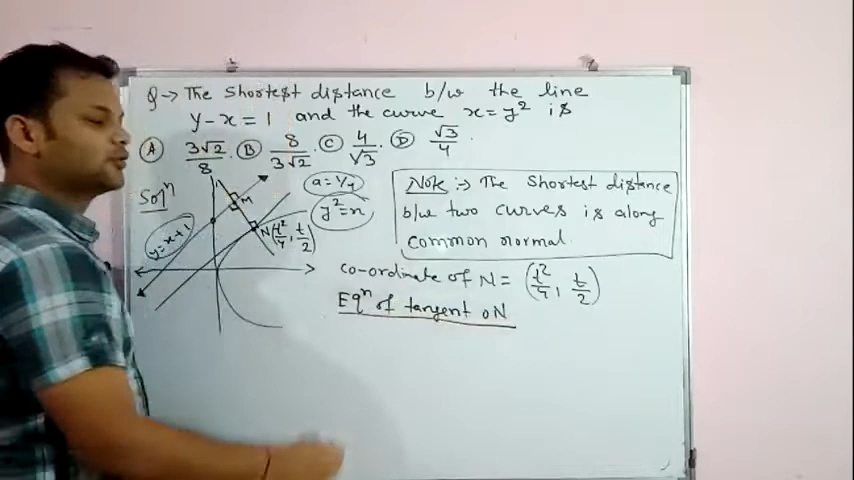 Q → The shortest distance b/w the line
y - x = 1 and the curve x = y² is
(A) 3√2/8 . (B) 8/3√2 (C) 4/√3 . (D) √3/4 .
Solⁿ
a = 1/4
y² = x
y = x+1
M
N(t²/4, t/2)
Note :→ The shortest distance
b/w two curves is along
common normal
co-ordinate of N = (t²/4, t/2)
Eqⁿ of tangent on